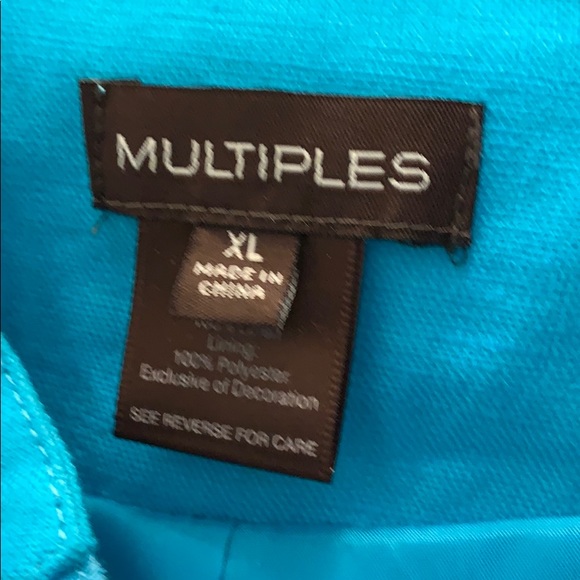 MULTIPLES
XL
MADE IN
CHINA
Lining:
100% Polyester
Exclusive of Decoration
SEE REVERSE FOR CARE